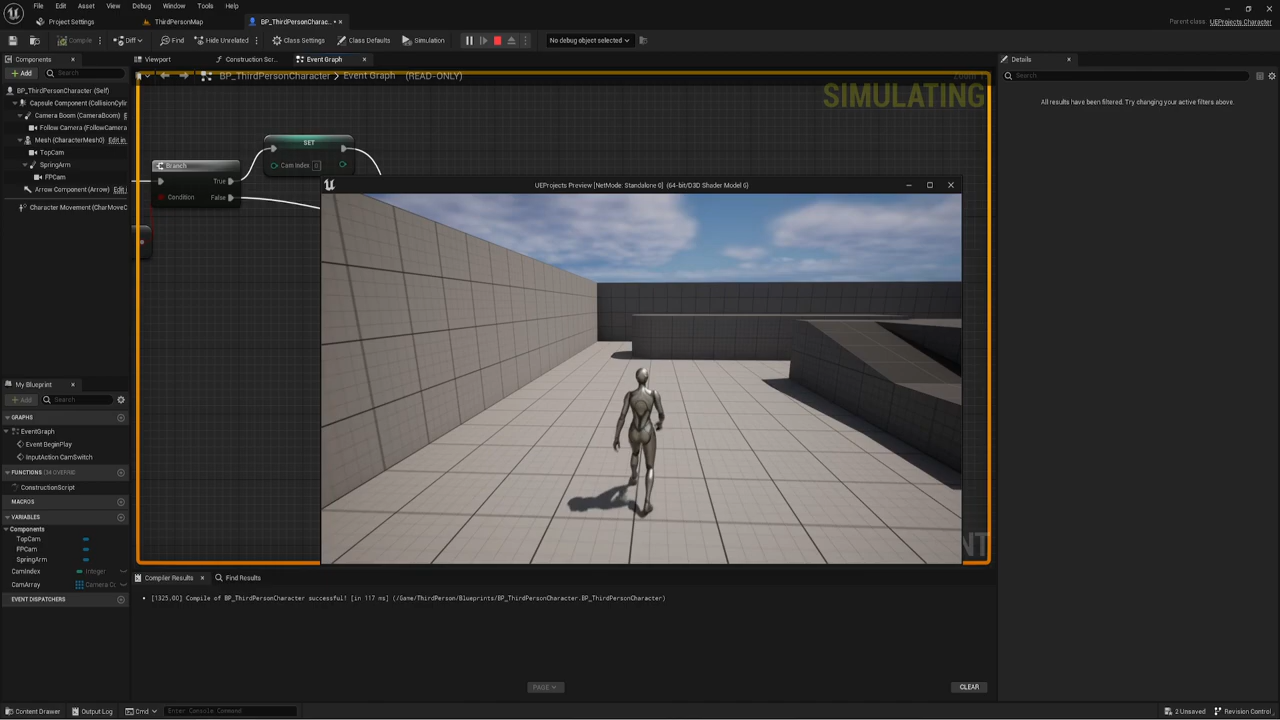 File Edit Asset View Debug Window Tools Help
Project Settings
ThirdPersonMap
BP_ThirdPersonCharac...
Parent class:
UEProjects Character
Compile
Diff
Find
Hide Unrelated
Class Settings
Class Defaults
Simulation
No debug object selected
Components
Viewport
Construction Scr...
Event Graph
Details
Add
Search
BP_ThirdPersonCharacter > Event Graph (READ-ONLY)
Search
SIMULATING
BP_ThirdPersonCharacter (Self)
All results have been filtered. Try changing your active filters above.
Capsule Component (CollisionCylin
Camera Boom (CameraBoom)
Follow Camera (FollowCamera
Mesh (CharacterMesh0) Edit in
TopCam
SpringArm
FPCam
Arrow Component (Arrow) Edit i
Character Movement (CharMoveC
SET
Cam Index 0
Branch
True
Condition False
UEProjects Preview [NetMode: Standalone 0] (64-bit/D3D Shader Model 6)
My Blueprint
Add
Search
GRAPHS
EventGraph
Event BeginPlay
InputAction CamSwitch
FUNCTIONS (34 OVERRID
ConstructionScript
MACROS
VARIABLES
Components
TopCam
FPCam
SpringArm
CamIndex Integer
CamArray Camera Co
EVENT DISPATCHERS
NT
Compiler Results
Find Results
[1325.00] Compile of BP_ThirdPersonCharacter successful! [in 117 ms] (/Game/ThirdPerson/Blueprints/BP_ThirdPersonCharacter.BP_ThirdPersonCharacter)
PAGE
CLEAR
Content Drawer
Output Log
Cmd
Enter Console Command
2 Unsaved
Revision Control